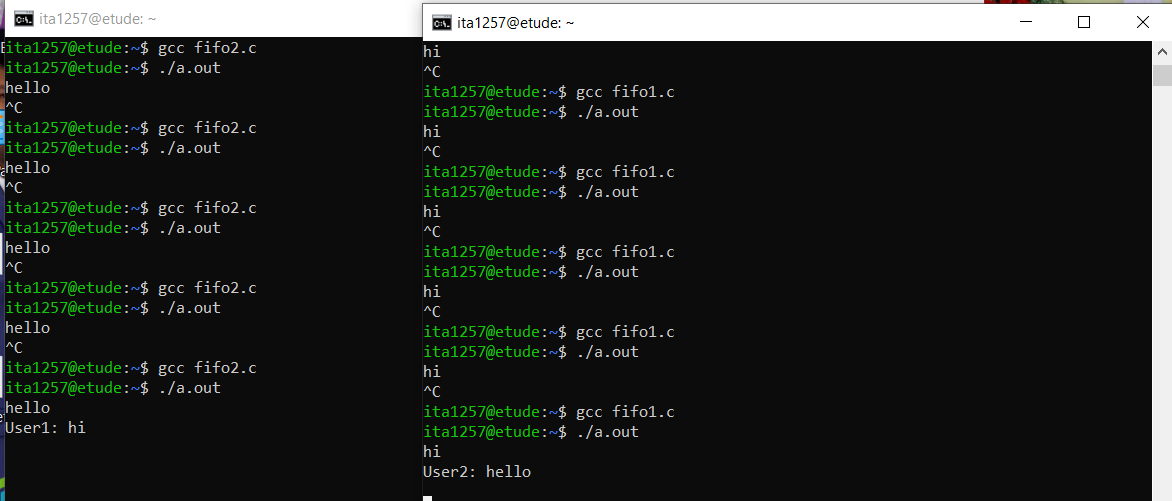 ita1257@etude: ~
ita1257@etude:~$ gcc fifo2.c
ita1257@etude:~$ ./a.out
hello
^C
ita1257@etude:~$ gcc fifo2.c
ita1257@etude:~$ ./a.out
hello
^C
ita1257@etude:~$ gcc fifo2.c
ita1257@etude:~$ ./a.out
hello
^C
ita1257@etude:~$ gcc fifo2.c
ita1257@etude:~$ ./a.out
hello
^C
ita1257@etude:~$ gcc fifo2.c
ita1257@etude:~$ ./a.out
hello
User1: hi
ita1257@etude: ~
hi
^C
ita1257@etude:~$ gcc fifo1.c
ita1257@etude:~$ ./a.out
hi
^C
ita1257@etude:~$ gcc fifo1.c
ita1257@etude:~$ ./a.out
hi
^C
ita1257@etude:~$ gcc fifo1.c
ita1257@etude:~$ ./a.out
hi
^C
ita1257@etude:~$ gcc fifo1.c
ita1257@etude:~$ ./a.out
hi
^C
ita1257@etude:~$ gcc fifo1.c
ita1257@etude:~$ ./a.out
hi
User2: hello